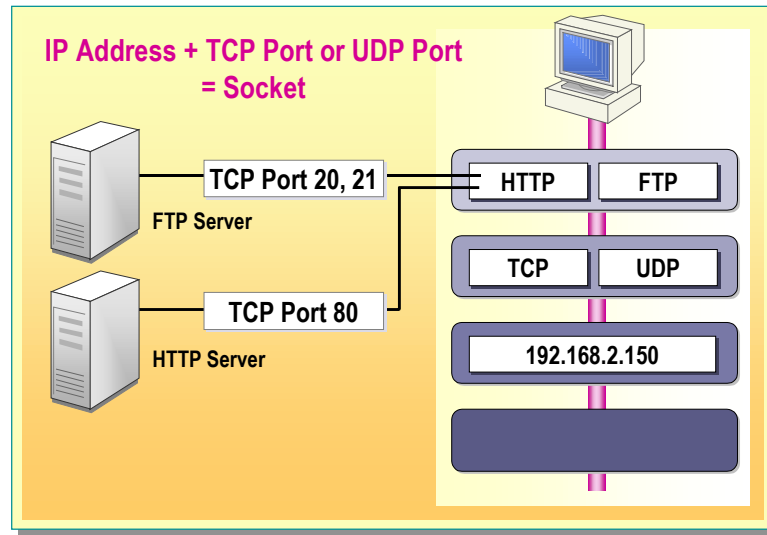 IP Address + TCP Port or UDP Port
= Socket
TCP Port 20, 21
FTP Server
TCP Port 80
HTTP Server
HTTP
FTP
TCP
UDP
192.168.2.150